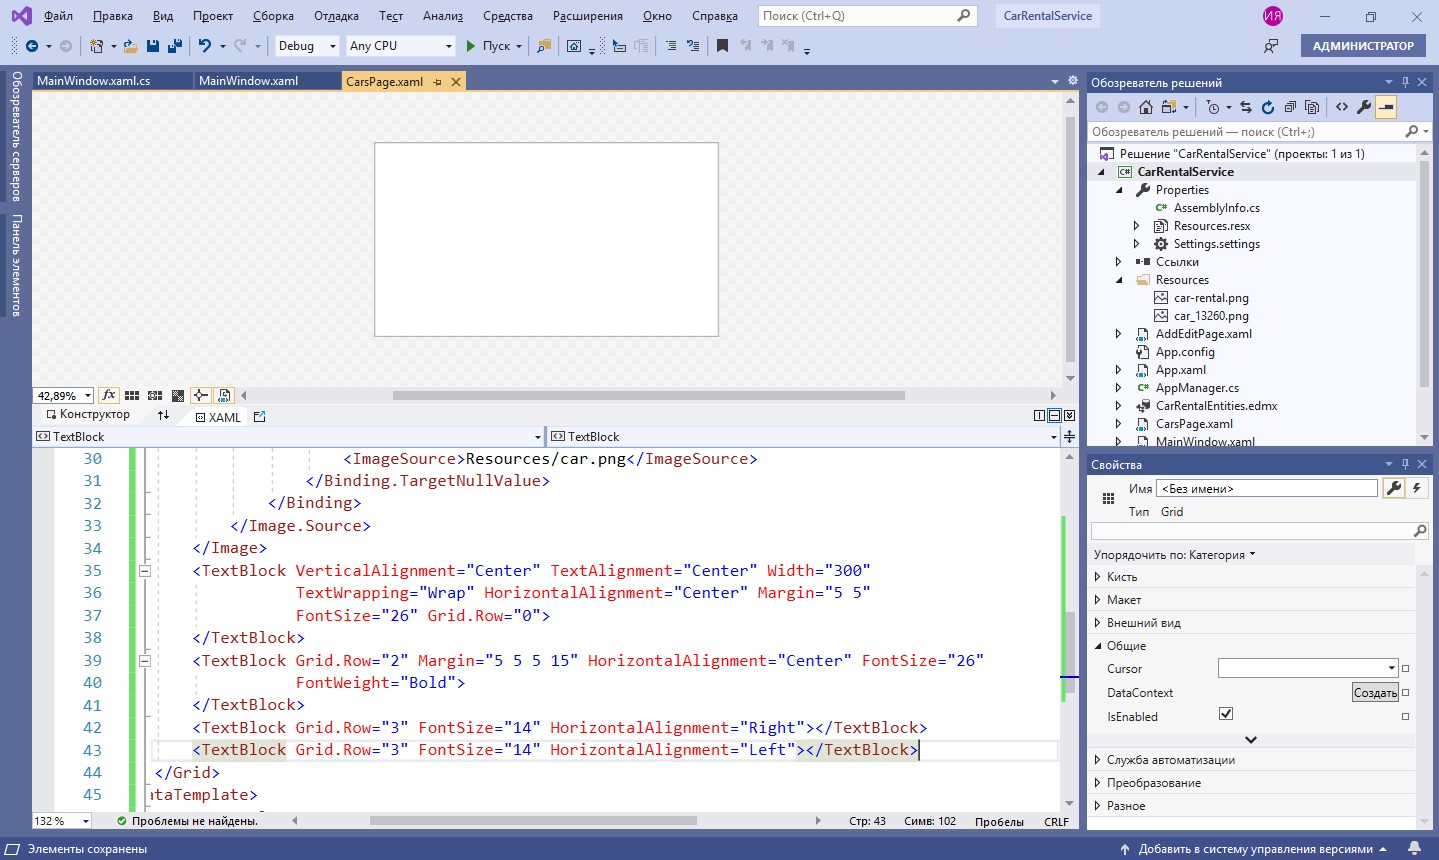 Файл Правка Вид Проект Сборка Отладка Тест Анализ Средства Расширения Окно Справка Поиск (Ctrl+Q) CarRentalService ИЯ
Debug Any CPU Пуск АДМИНИСТРАТОР
Обозреватель серверов
Панель элементов
MainWindow.xaml.cs MainWindow.xaml CarsPage.xaml
42,89% fx
Конструктор XAML
TextBlock TextBlock
30 <ImageSource>Resources/car.png</ImageSource>
31 </Binding.TargetNullValue>
32 </Binding>
33 </Image.Source>
34 </Image>
35 <TextBlock VerticalAlignment="Center" TextAlignment="Center" Width="300"
36 TextWrapping="Wrap" HorizontalAlignment="Center" Margin="5 5"
37 FontSize="26" Grid.Row="0">
38 </TextBlock>
39 <TextBlock Grid.Row="2" Margin="5 5 5 15" HorizontalAlignment="Center" FontSize="26"
40 FontWeight="Bold">
41 </TextBlock>
42 <TextBlock Grid.Row="3" FontSize="14" HorizontalAlignment="Right"></TextBlock>
43 <TextBlock Grid.Row="3" FontSize="14" HorizontalAlignment="Left"></TextBlock>
44 </Grid>
45 ataTemplate>
132 % Проблемы не найдены. Стр: 43 Симв: 102 Пробелы CRLF
Обозреватель решений
Обозреватель решений — поиск (Ctrl+;)
Решение "CarRentalService" (проекты: 1 из 1)
C# CarRentalService
Properties
C# AssemblyInfo.cs
Resources.resx
Settings.settings
Ссылки
Resources
car-rental.png
car_13260.png
AddEditPage.xaml
App.config
App.xaml
C# AppManager.cs
CarRentalEntities.edmx
CarsPage.xaml
MainWindow.xaml
Свойства
Имя <Без имени>
Тип Grid
Упорядочить по: Категория
Кисть
Макет
Внешний вид
Общие
Cursor
DataContext Создать
IsEnabled
Служба автоматизации
Преобразование
Разное
Элементы сохранены Добавить в систему управления версиями